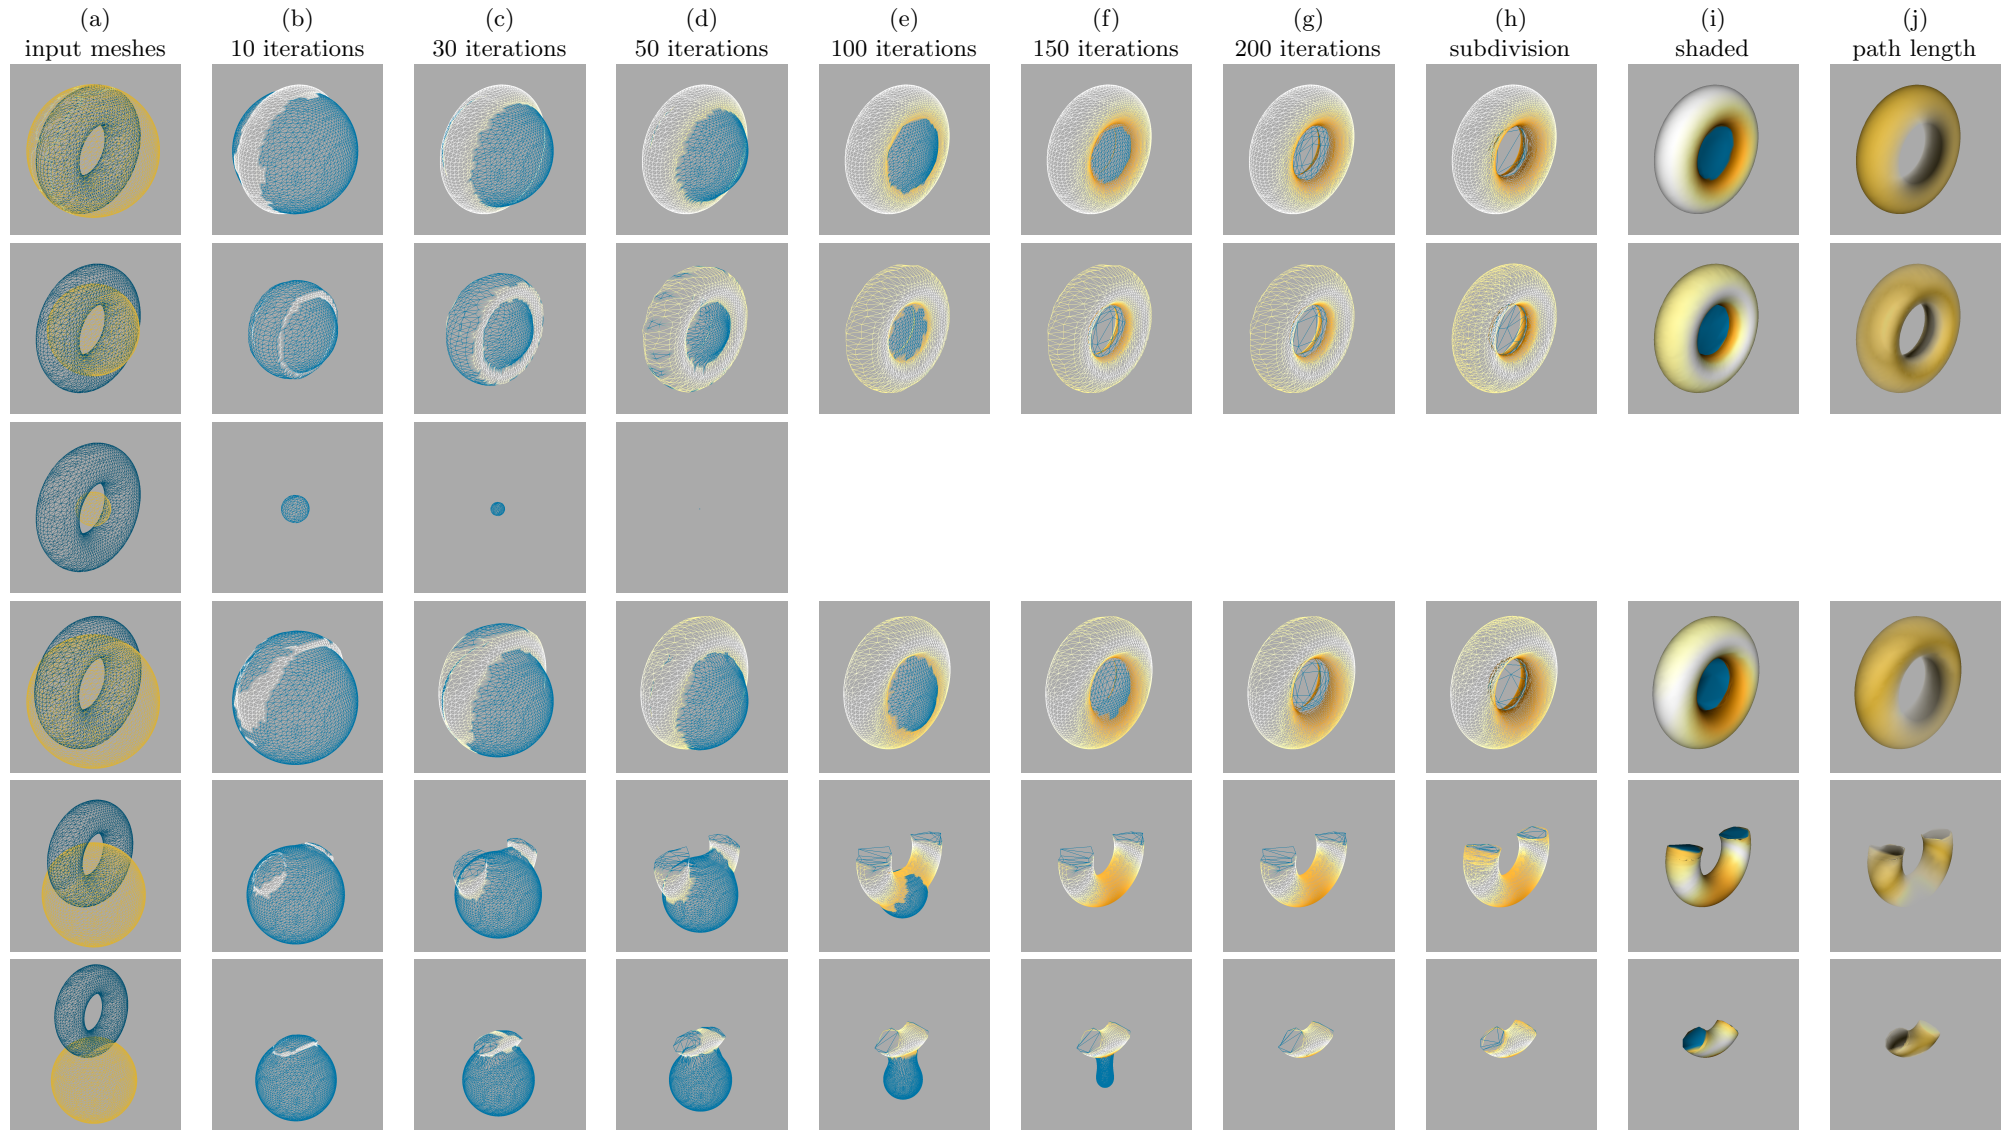 (a) (b) (c) (d) (e) (f) (g) (h) (i) (j)
input meshes 10 iterations 30 iterations 50 iterations 100 iterations 150 iterations 200 iterations subdivision shaded path length